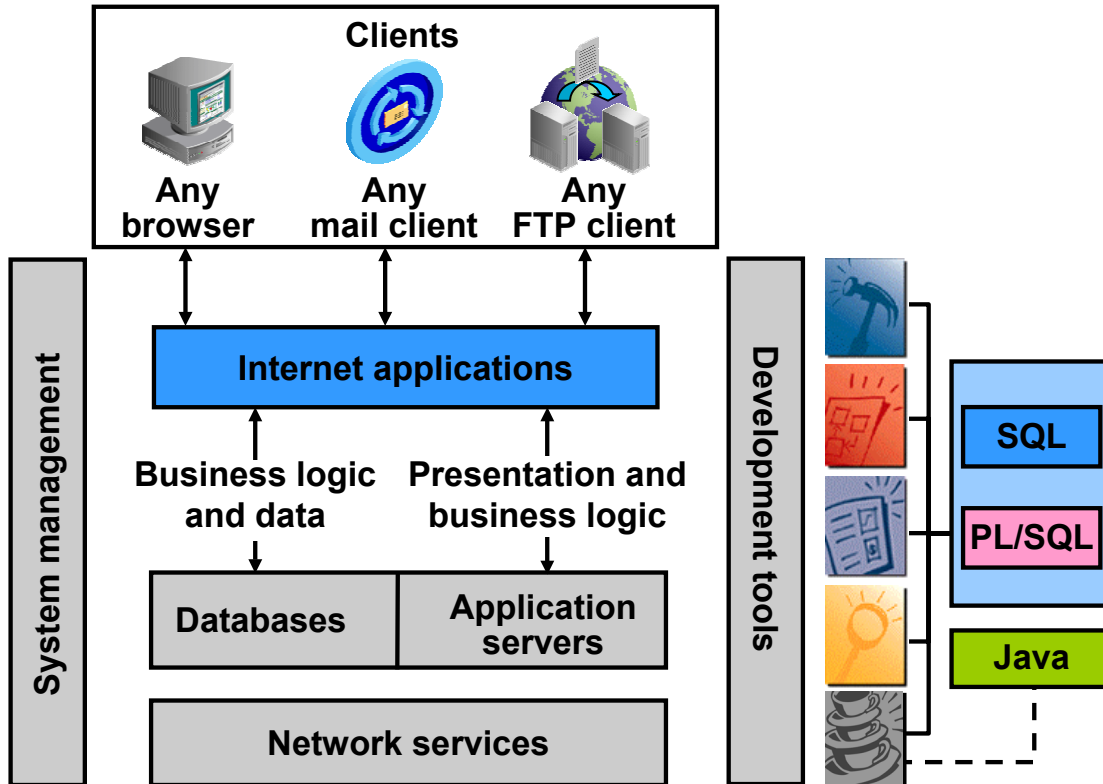 Clients
Any
browser
Any
mail client
Any
FTP client
System management
Internet applications
Business logic
and data
Presentation and
business logic
Databases
Application
servers
Network services
Development tools
SQL
PL/SQL
Java